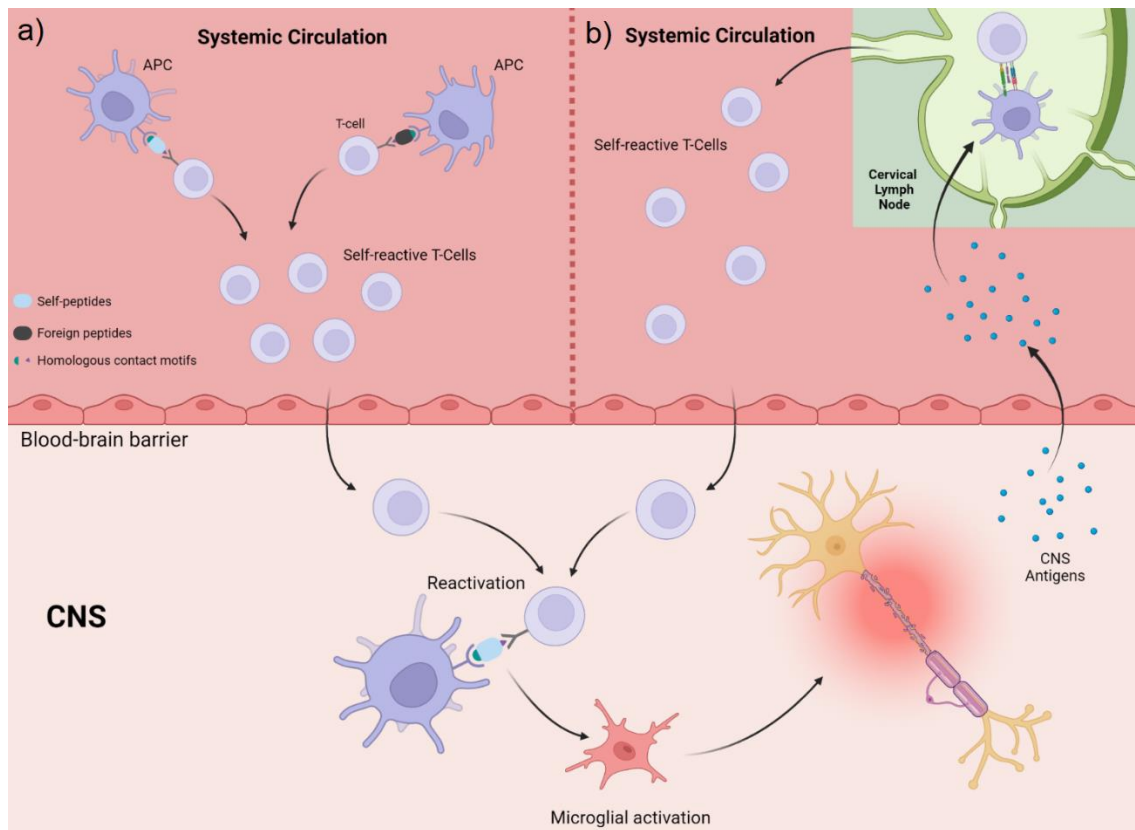 a)
Systemic Circulation
APC
APC
T-cell
Self-reactive T-Cells
Self-peptides
Foreign peptides
Homologous contact motifs
b)
Systemic Circulation
Self-reactive T-Cells
Cervical
Lymph
Node
Blood-brain barrier
CNS
Antigens
Reactivation
CNS
Microglial activation